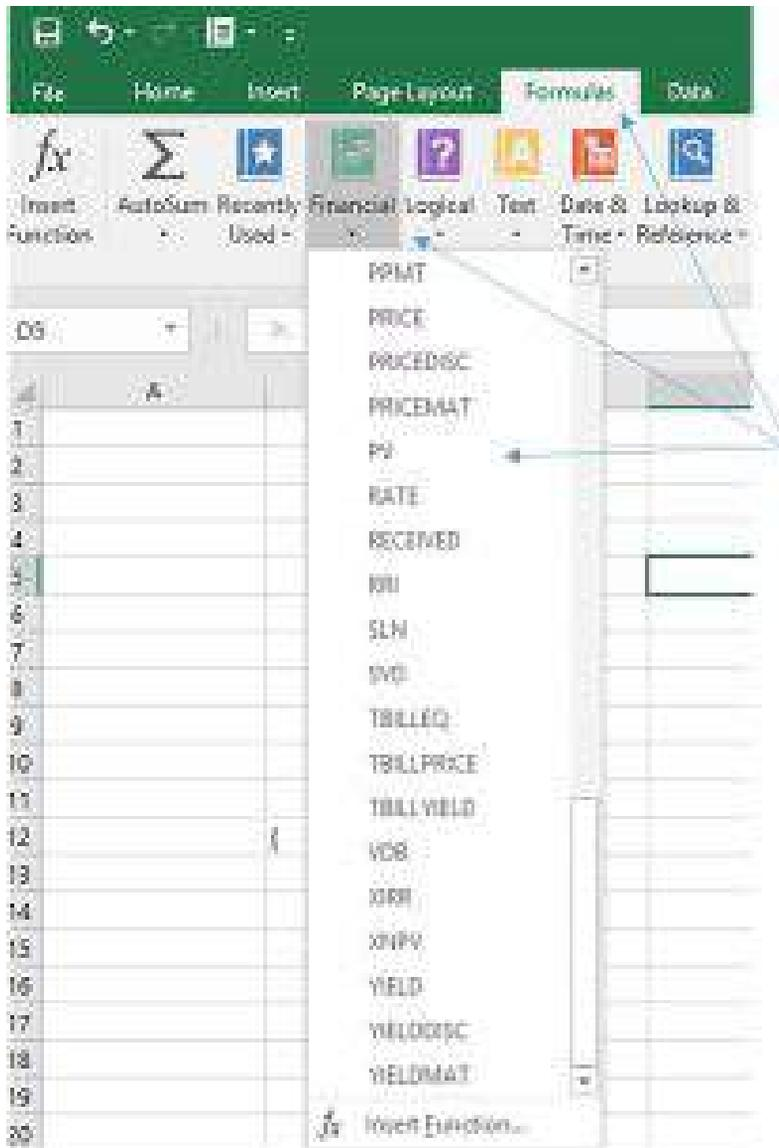 File Home Insert Page Layout Formulas Data
fx
Insert Function
AutoSum
Recently Used
Financial
Logical
Text
Date & Time
Lookup & Reference
D5
A
PPMT
PRICE
PRICEDISC
PRICEMAT
PV
RATE
RECEIVED
RRI
SLN
SYD
TBILLEQ
TBILLPRICE
TBILLYIELD
VDB
XIRR
XNPV
YIELD
YIELDDISC
YIELDMAT
fx Insert Function...
1
2
3
4
5
6
7
8
9
10
11
12
13
14
15
16
17
18
19
20